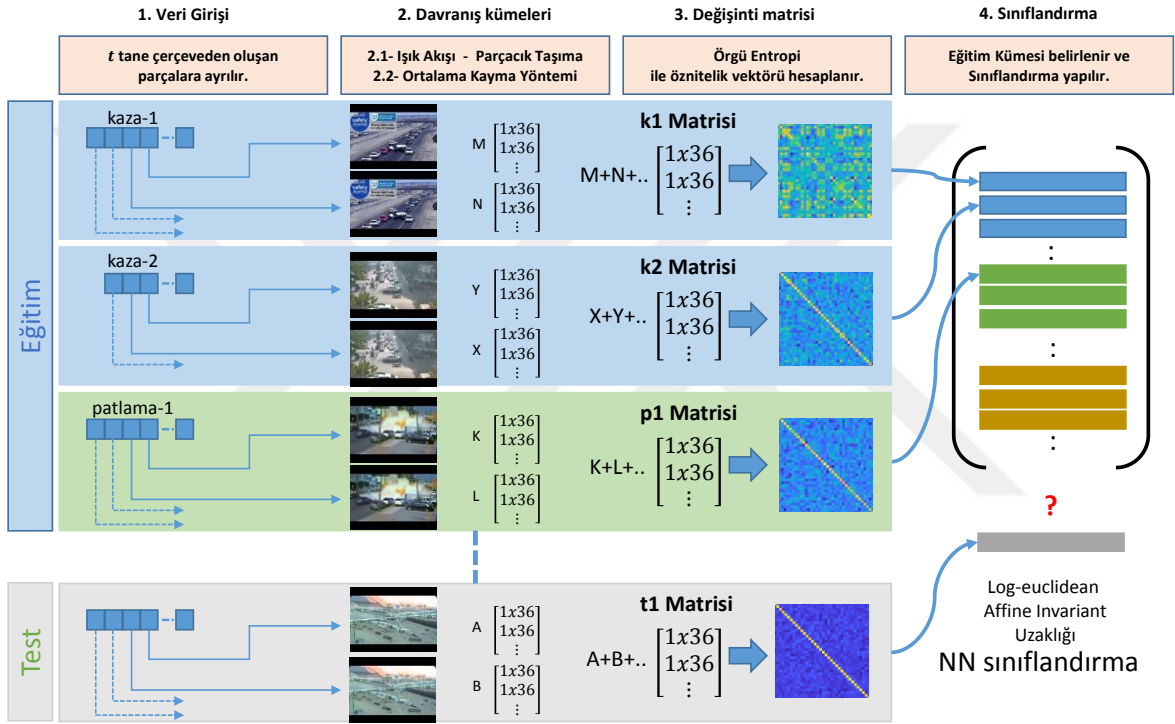 1. Veri Girişi
2. Davranış kümeleri
3. Değişinti matrisi
4. Sınıflandırma
t tane çerçeveden oluşan
parçalara ayrılır.
2.1- Işık Akışı - Parçacık Taşıma
2.2- Ortalama Kayma Yöntemi
Örgü Entropi
ile öznitelik vektörü hesaplanır.
Eğitim Kümesi belirlenir ve
Sınıflandırma yapılır.
Eğitim
kaza-1
safely
M
[1x36
1x36
⋮]
N
[1x36
1x36
⋮]
k1 Matrisi
M+N+..
[1x36
1x36
⋮]
kaza-2
Y
[1x36
1x36
⋮]
X
[1x36
1x36
⋮]
k2 Matrisi
X+Y+..
[1x36
1x36
⋮]
patlama-1
K
[1x36
1x36
⋮]
L
[1x36
1x36
⋮]
p1 Matrisi
K+L+..
[1x36
1x36
⋮]
⋮
⋮
⋮
?
Test
A
[1x36
1x36
⋮]
B
[1x36
1x36
⋮]
t1 Matrisi
A+B+..
[1x36
1x36
⋮]
Log-euclidean
Affine Invariant
Uzaklığı
NN sınıflandırma